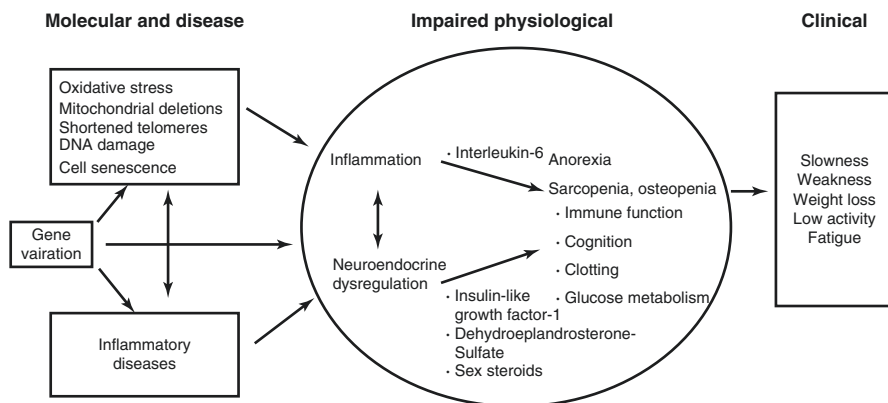 Molecular and disease
Impaired physiological
Clinical
Oxidative stress
Mitochondrial deletions
Shortened telomeres
DNA damage
Cell senescence
Gene
vairation
Inflammatory
diseases
Inflammation
· Interleukin-6
Anorexia
Sarcopenia, osteopenia
· Immune function
· Cognition
· Clotting
· Glucose metabolism
Neuroendocrine
dysregulation
· Insulin-like
growth factor-1
· Dehydroeplandrosterone-
Sulfate
· Sex steroids
Slowness
Weakness
Weight loss
Low activity
Fatigue